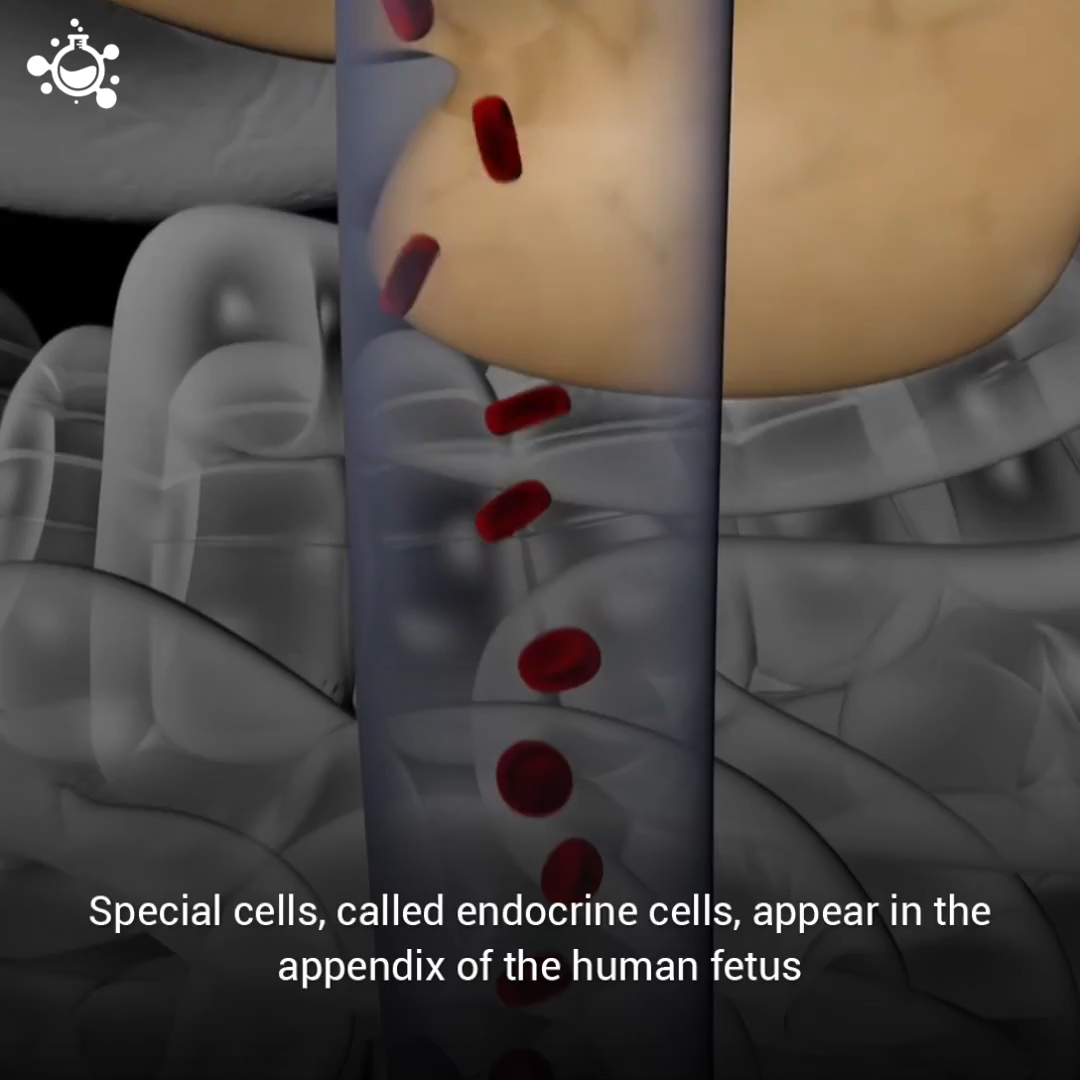 Special cells, called endocrine cells, appear in the
appendix of the human fetus